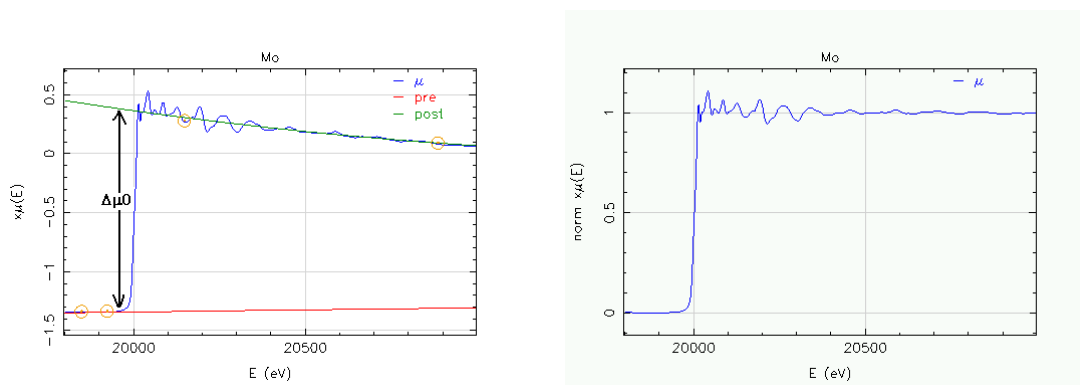 Mo
μ
pre
post
0.5
0
−0.5
−1
−1.5
xμ(E)
Δμ0
20000
20500
E (eV)
Mo
μ
1
0.5
0
norm xμ(E)
20000
20500
E (eV)